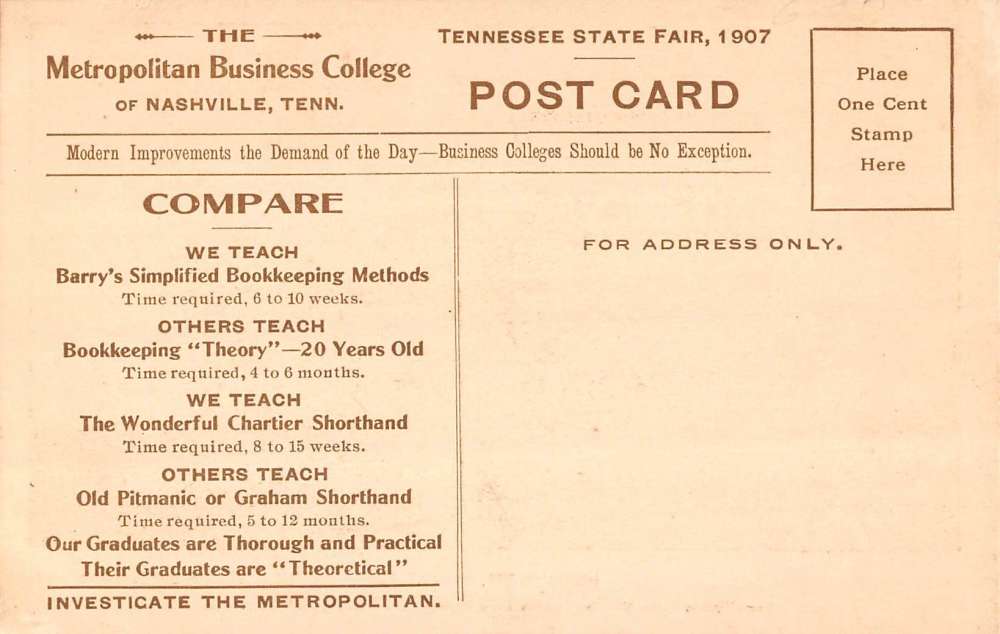 THE
Metropolitan Business College
OF NASHVILLE, TENN.
TENNESSEE STATE FAIR, 1907
POST CARD
Place
One Cent
Stamp
Here
Modern Improvements the Demand of the Day—Business Colleges Should be No Exception.
COMPARE
WE TEACH
Barry's Simplified Bookkeeping Methods
Time required, 6 to 10 weeks.
OTHERS TEACH
Bookkeeping "Theory"—20 Years Old
Time required, 4 to 6 months.
WE TEACH
The Wonderful Chartier Shorthand
Time required, 8 to 15 weeks.
OTHERS TEACH
Old Pitmanic or Graham Shorthand
Time required, 5 to 12 months.
Our Graduates are Thorough and Practical
Their Graduates are "Theoretical"
INVESTIGATE THE METROPOLITAN.
FOR ADDRESS ONLY.